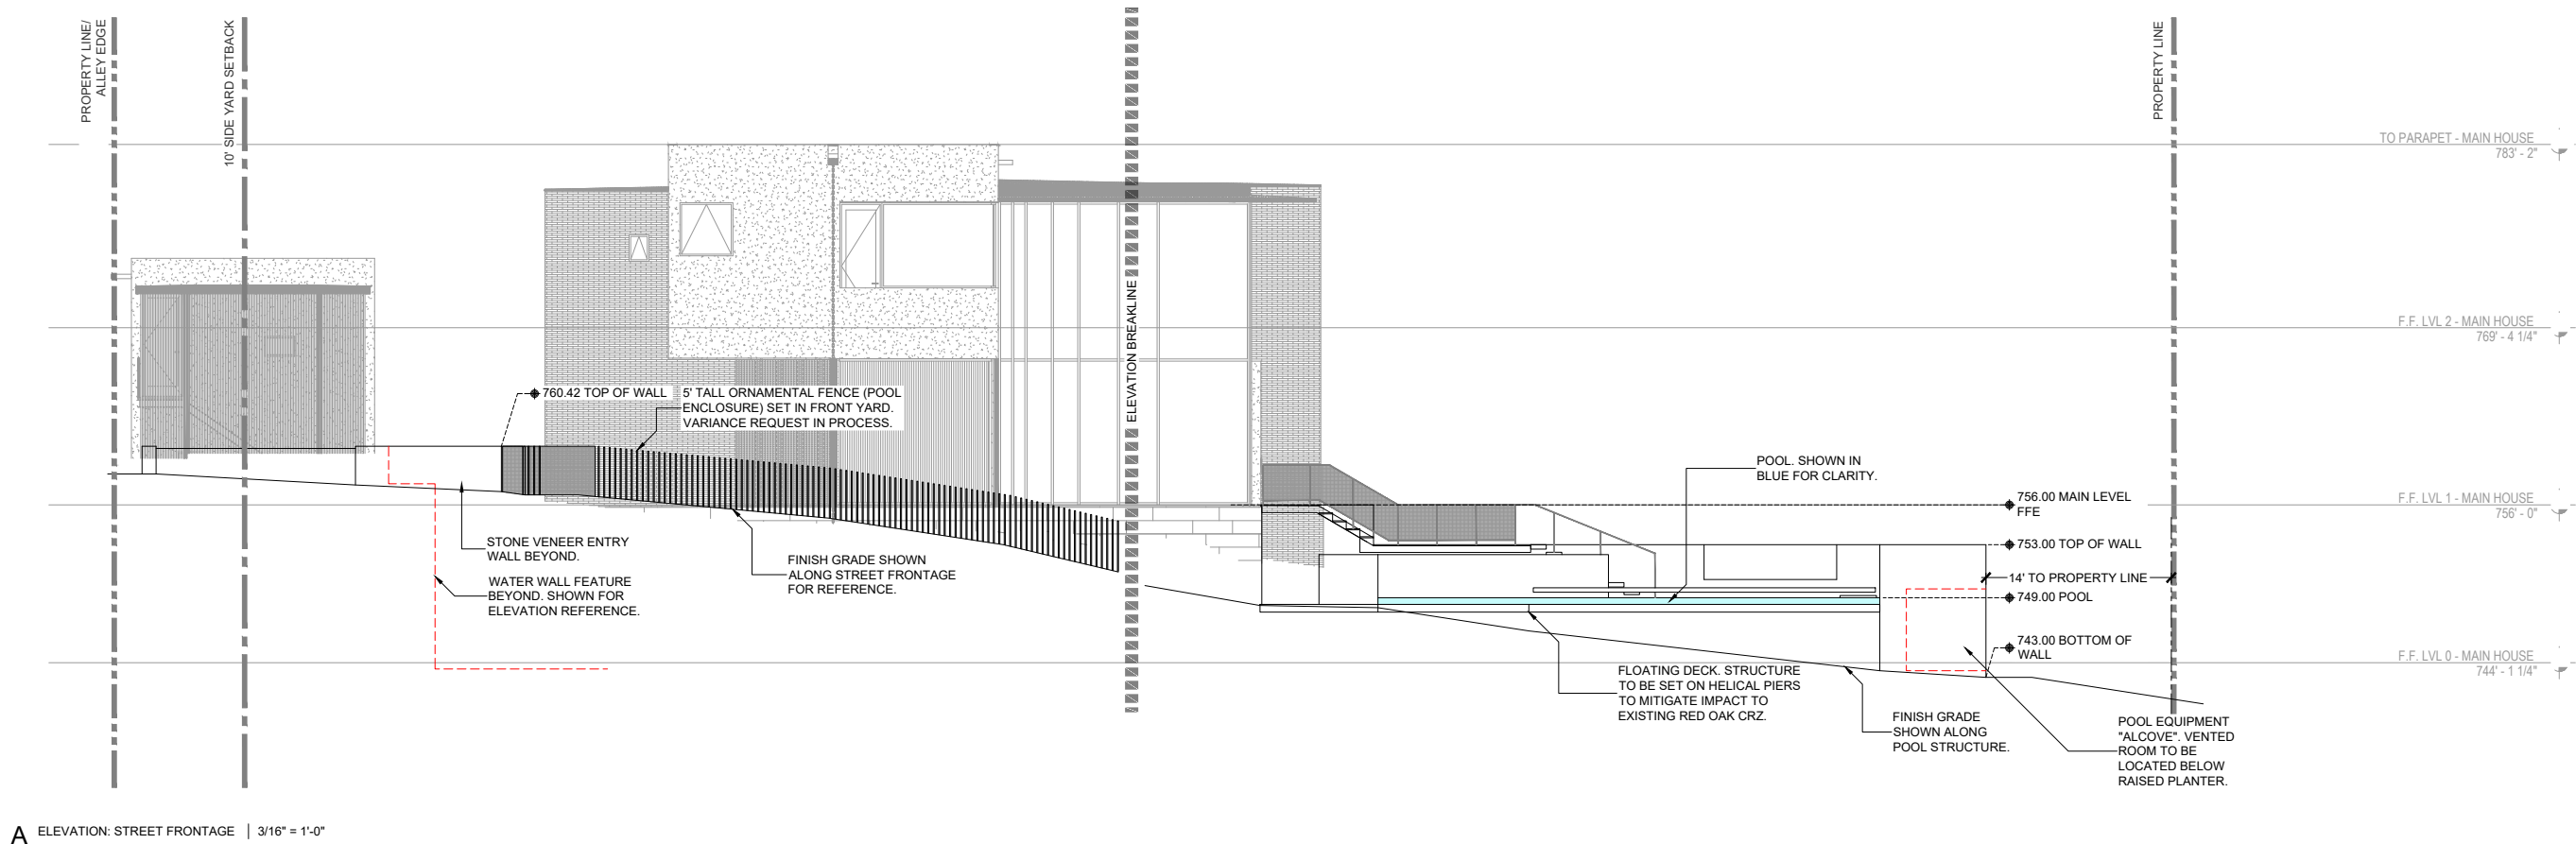 PROPERTY LINE/
ALLEY EDGE
10' SIDE YARD SETBACK
ELEVATION BREAKLINE
PROPERTY LINE
TO PARAPET - MAIN HOUSE
783' - 2"
F.F. LVL 2 - MAIN HOUSE
769' - 4 1/4"
760.42 TOP OF WALL
5' TALL ORNAMENTAL FENCE (POOL
ENCLOSURE) SET IN FRONT YARD.
VARIANCE REQUEST IN PROCESS.
POOL. SHOWN IN
BLUE FOR CLARITY.
756.00 MAIN LEVEL
FFE
F.F. LVL 1 - MAIN HOUSE
756' - 0"
753.00 TOP OF WALL
14' TO PROPERTY LINE
749.00 POOL
743.00 BOTTOM OF
WALL
F.F. LVL 0 - MAIN HOUSE
744' - 1 1/4"
STONE VENEER ENTRY
WALL BEYOND.
WATER WALL FEATURE
BEYOND. SHOWN FOR
ELEVATION REFERENCE.
FINISH GRADE SHOWN
ALONG STREET FRONTAGE
FOR REFERENCE.
FLOATING DECK. STRUCTURE
TO BE SET ON HELICAL PIERS
TO MITIGATE IMPACT TO
EXISTING RED OAK CRZ.
FINISH GRADE
SHOWN ALONG
POOL STRUCTURE.
POOL EQUIPMENT
"ALCOVE". VENTED
ROOM TO BE
LOCATED BELOW
RAISED PLANTER.
A ELEVATION: STREET FRONTAGE | 3/16" = 1'-0"